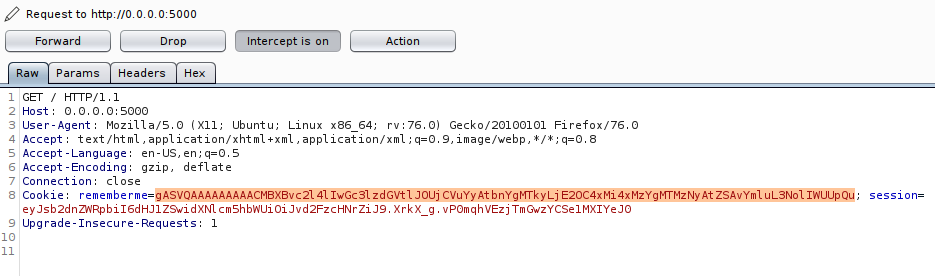 Request to http://0.0.0.0:5000
Forward Drop Intercept is on Action
Raw Params Headers Hex
1 GET / HTTP/1.1
2 Host: 0.0.0.0:5000
3 User-Agent: Mozilla/5.0 (X11; Ubuntu; Linux x86_64; rv:76.0) Gecko/20100101 Firefox/76.0
4 Accept: text/html,application/xhtml+xml,application/xml;q=0.9,image/webp,*/*;q=0.8
5 Accept-Language: en-US,en;q=0.5
6 Accept-Encoding: gzip, deflate
7 Connection: close
8 Cookie: rememberme=gASVQAAAAAAAAACMBXBvc2l4lIwGc3lzdGVtlJOUjCVuYyAtbnYgMTkyLjE2OC4xMi4xMzYgMTMzNyAtZSAvYmluL3NolIWUUpQu; session=
eyJsb2dnZWRpbiI6dHJ1ZSwidXNlcm5hbWUiOiJvd2FzcHNrZiJ9.XrkX_g.vP0mqhVEzjTmGwzYCSe1MXIYeJ0
9 Upgrade-Insecure-Requests: 1
10
11